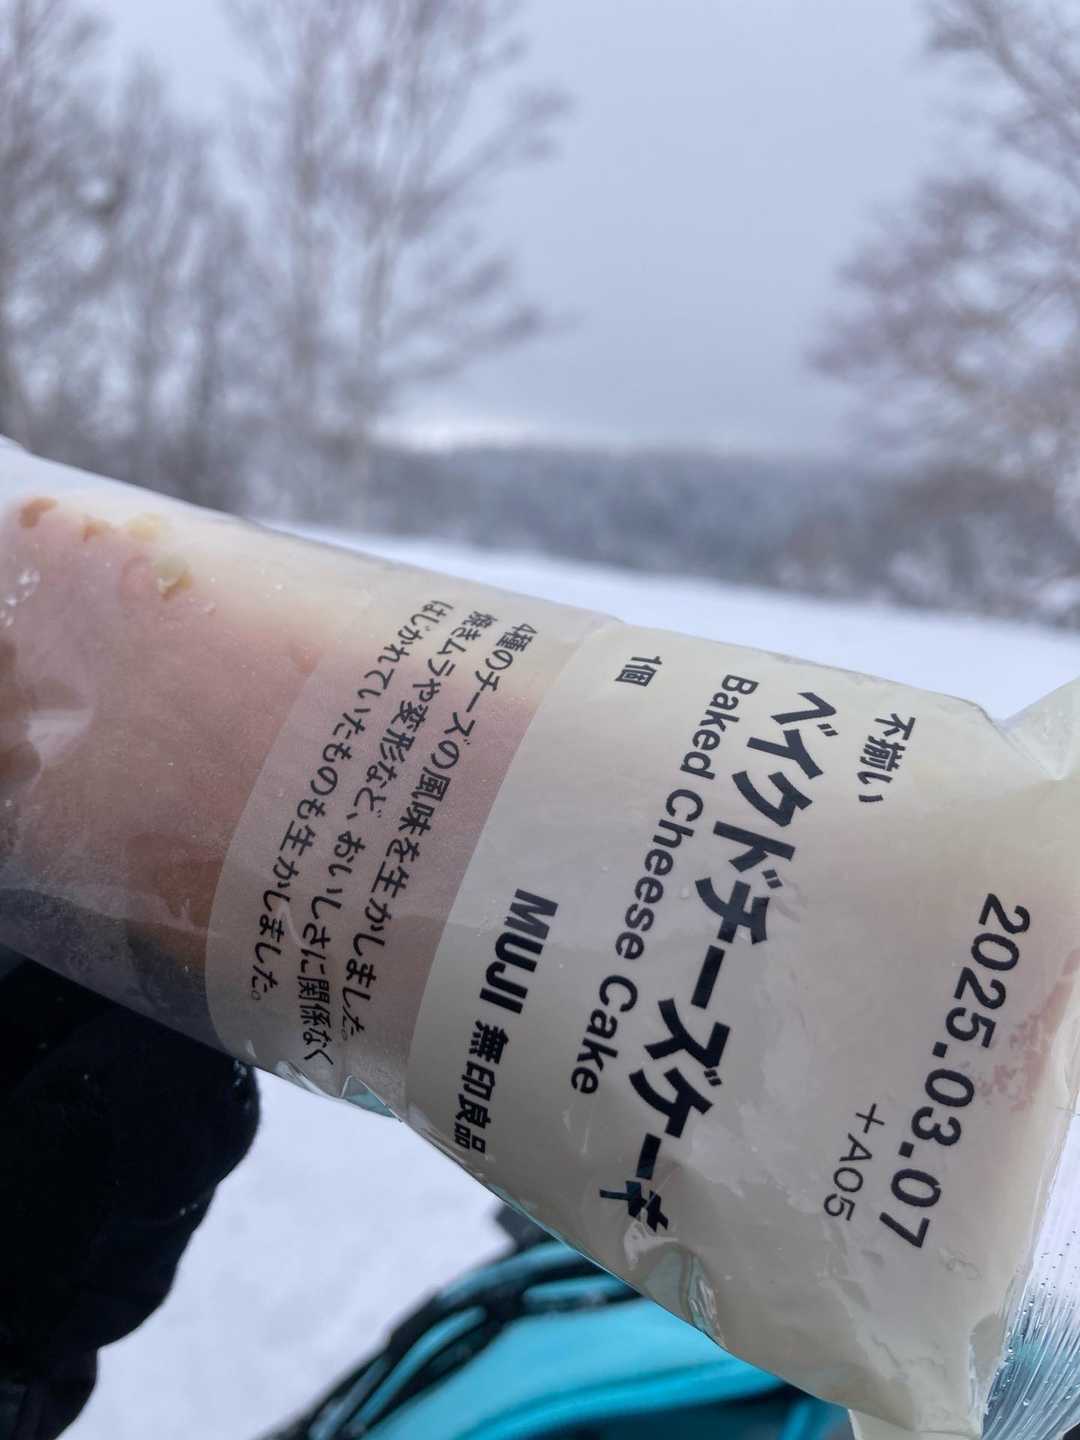 不揃い
ベイクドチーズケーキ
Baked Cheese Cake
1個
MUJI 無印良品
4種のチーズの風味を生かしました。
焼きムラや変形など、おいしさに関係なく
はじかれていたものも生かしました。
2025.03.07
+A05